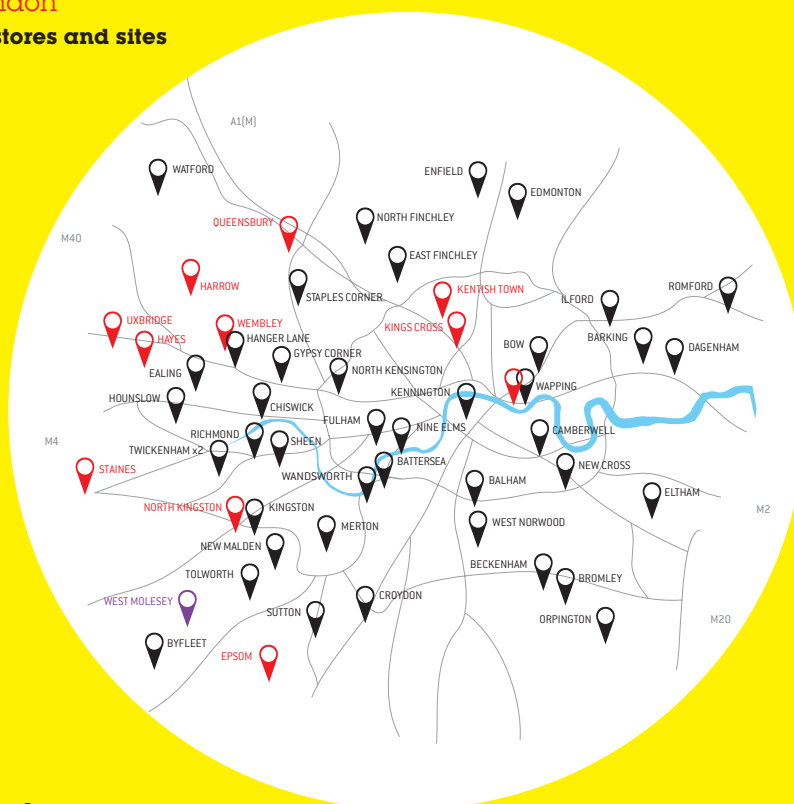 stores and sites
A1(M)
WATFORD
ENFIELD
EDMONTON
QUEENSBURY
NORTH FINCHLEY
M40
EAST FINCHLEY
HARROW
STAPLES CORNER
KENTISH TOWN
ILFORD
ROMFORD
UXBRIDGE
WEMBLEY
KINGS CROSS
HAYES
HANGER LANE
BOW
BARKING
DAGENHAM
GYPSY CORNER
EALING
NORTH KENSINGTON
WAPPING
KENNINGTON
HOUNSLOW
CHISWICK
FULHAM
NINE ELMS
CAMBERWELL
RICHMOND
SHEEN
M4
TWICKENHAM x2
BATTERSEA
NEW CROSS
STAINES
WANDSWORTH
BALHAM
ELTHAM
NORTH KINGSTON
KINGSTON
M2
MERTON
WEST NORWOOD
NEW MALDEN
BECKENHAM
TOLWORTH
BROMLEY
WEST MOLESEY
CROYDON
SUTTON
ORPINGTON
M20
BYFLEET
EPSOM